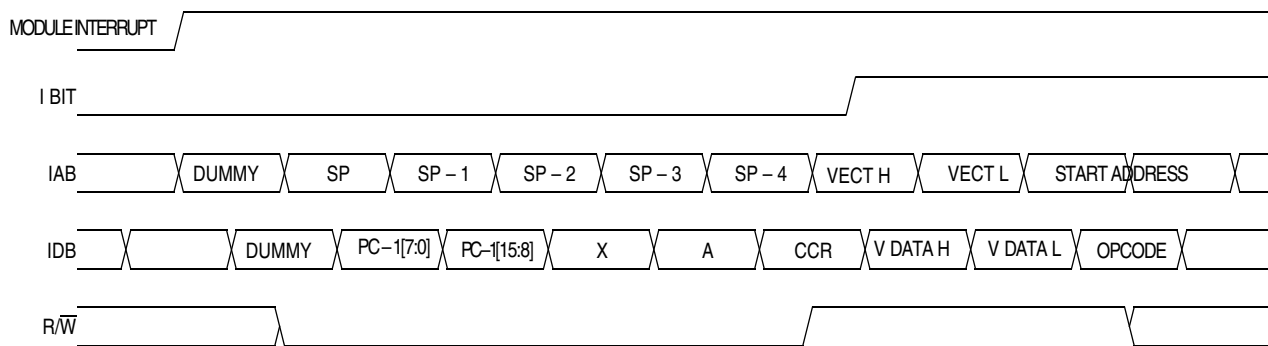 MODULE INTERRUPT
I BIT
IAB DUMMY SP SP – 1 SP – 2 SP – 3 SP – 4 VECT H VECT L START ADDRESS
IDB DUMMY PC – 1[7:0] PC–1[15:8] X A CCR V DATA H V DATA L OPCODE
R/W̅